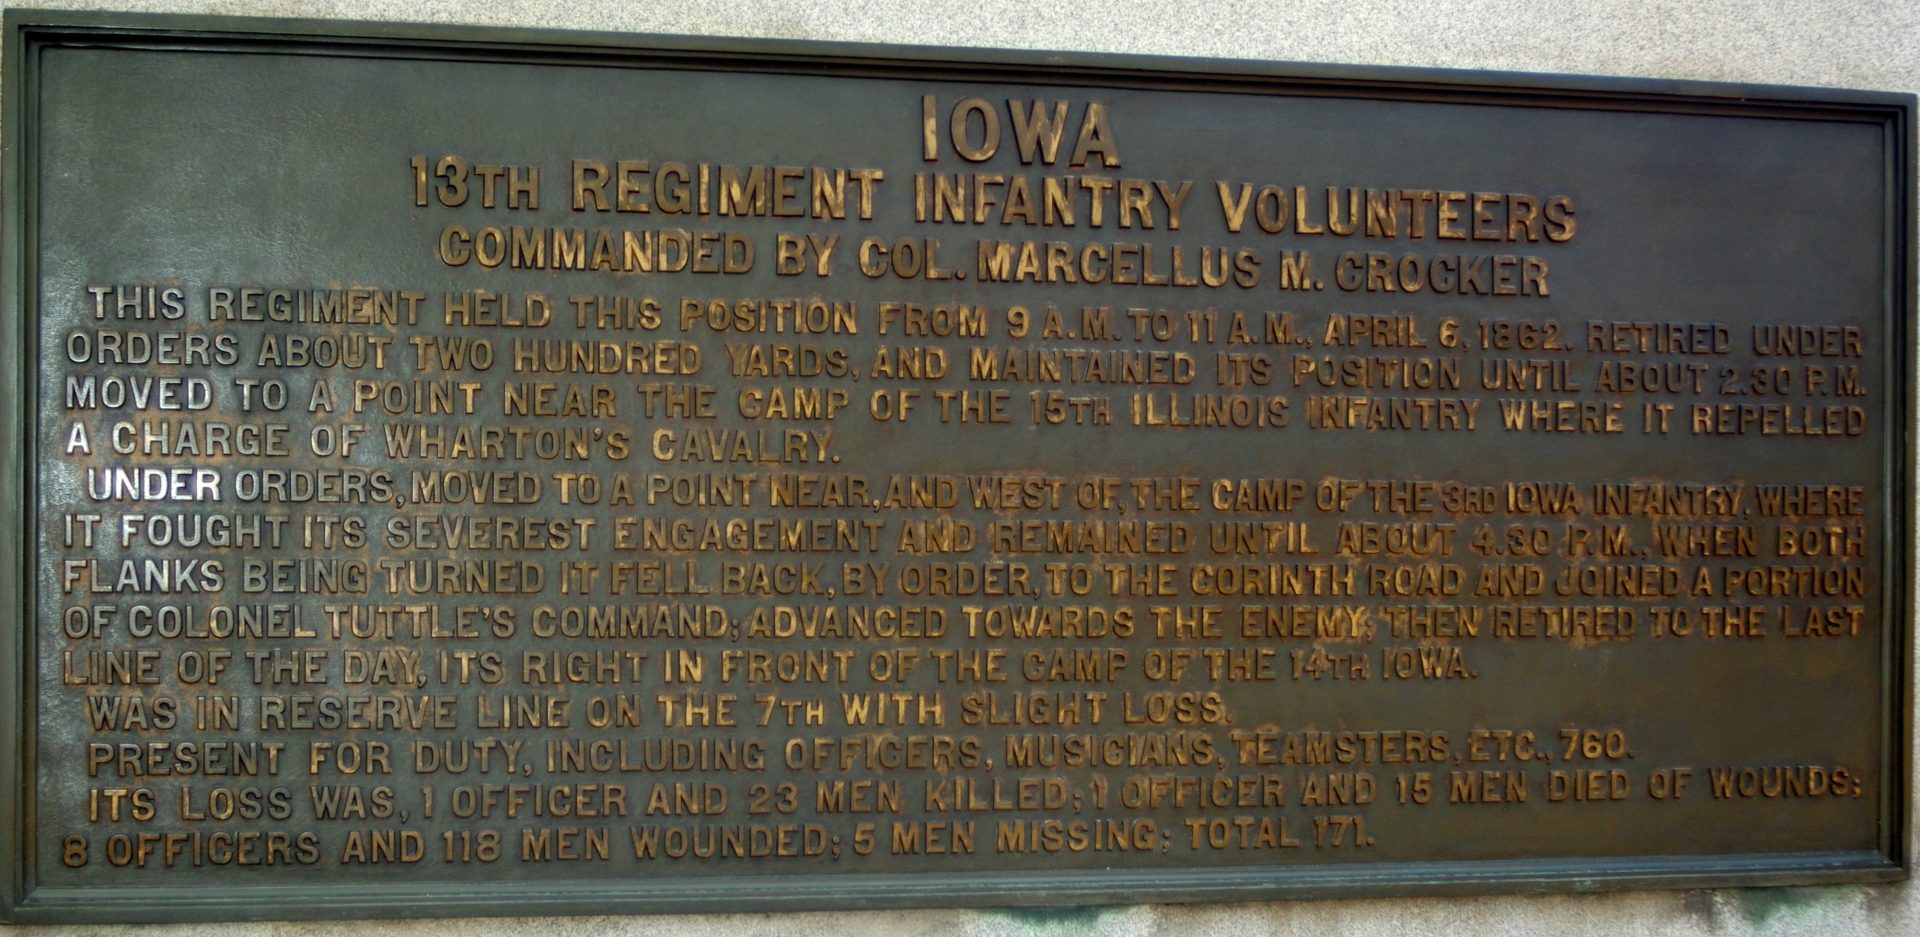 IOWA
13TH REGIMENT INFANTRY VOLUNTEERS
COMMANDED BY COL. MARCELLUS M. CROCKER
THIS REGIMENT HELD THIS POSITION FROM 9 A.M. TO 11 A.M., APRIL 6, 1862. RETIRED UNDER
ORDERS ABOUT TWO HUNDRED YARDS, AND MAINTAINED ITS POSITION UNTIL ABOUT 2.30 P.M.
MOVED TO A POINT NEAR THE CAMP OF THE 15TH ILLINOIS INFANTRY WHERE IT REPELLED
A CHARGE OF WHARTON'S CAVALRY.
UNDER ORDERS, MOVED TO A POINT NEAR, AND WEST OF, THE CAMP OF THE 3RD IOWA INFANTRY, WHERE
IT FOUGHT ITS SEVEREST ENGAGEMENT AND REMAINED UNTIL ABOUT 4.30 P.M., WHEN BOTH
FLANKS BEING TURNED IT FELL BACK, BY ORDER, TO THE CORINTH ROAD AND JOINED A PORTION
OF COLONEL TUTTLE'S COMMAND; ADVANCED TOWARDS THE ENEMY; THEN RETIRED TO THE LAST
LINE OF THE DAY, ITS RIGHT IN FRONT OF THE CAMP OF THE 14TH IOWA.
WAS IN RESERVE LINE ON THE 7TH WITH SLIGHT LOSS.
PRESENT FOR DUTY, INCLUDING OFFICERS, MUSICIANS, TEAMSTERS, ETC., 760.
ITS LOSS WAS, 1 OFFICER AND 23 MEN KILLED; 1 OFFICER AND 15 MEN DIED OF WOUNDS;
8 OFFICERS AND 118 MEN WOUNDED; 5 MEN MISSING; TOTAL 171.